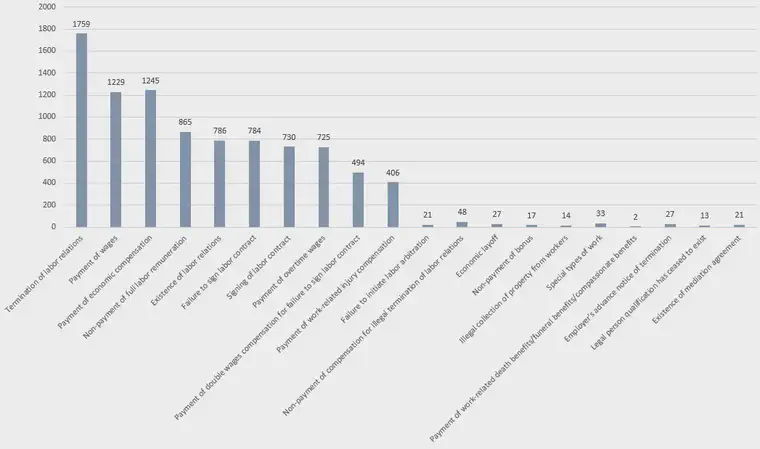 2000
1800
1600
1400
1200
1000
800
600
400
200
0
1759
1229
1245
865
786
784
730
725
494
406
21
48
27
17
14
33
2
27
13
21
Termination of labor relations
Payment of wages
Payment of economic compensation
Non-payment of full labor remuneration
Existence of labor relations
Failure to sign labor contract
Signing of labor contract
Payment of overtime wages
Payment of double wages compensation for failure to sign labor contract
Payment of work-related injury compensation
Failure to initiate labor arbitration
Non-payment of compensation for illegal termination of labor relations
Economic layoff
Non-payment of bonus
Illegal collection of property from workers
Special types of work
Payment of work-related death benefits/funeral benefits/compassionate benefits
Employer's advance notice of termination
Legal person qualification has ceased to exist
Existence of mediation agreement